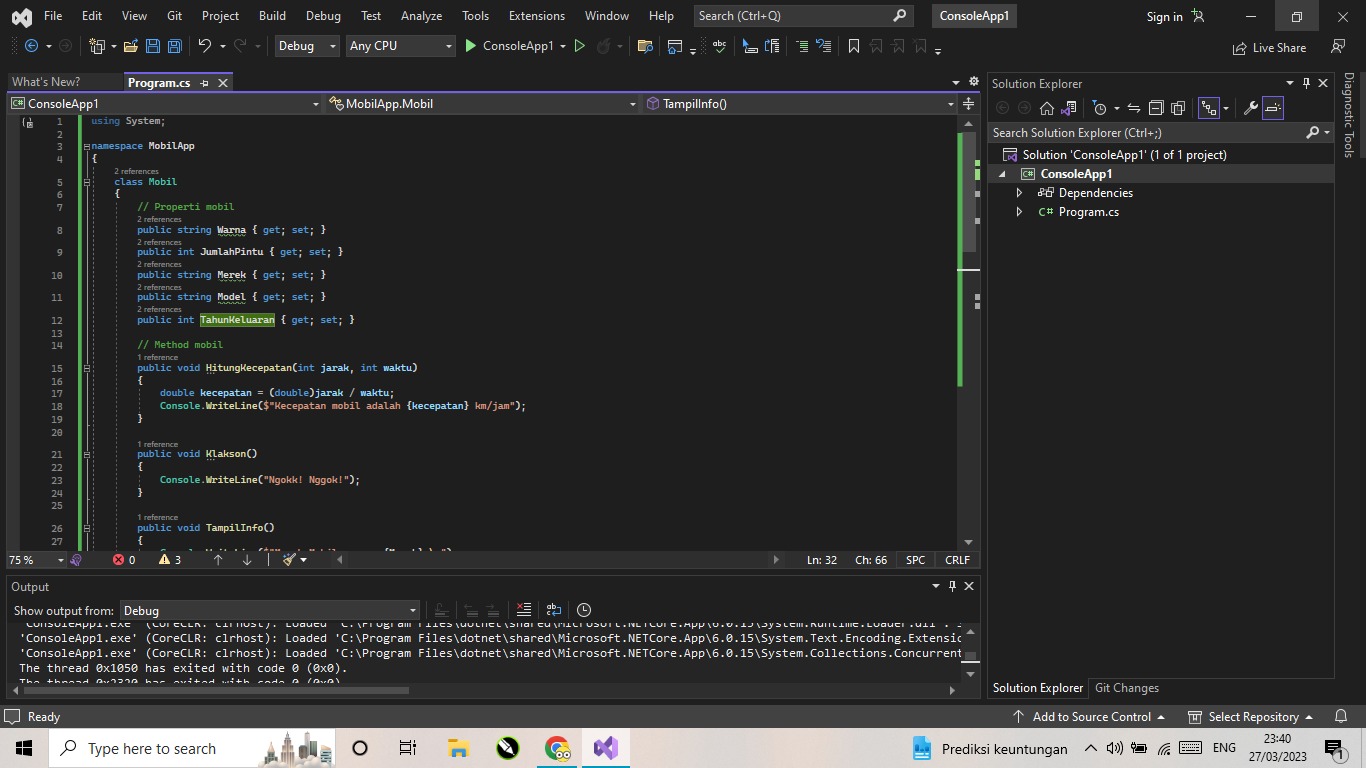 File Edit View Git Project Build Debug Test Analyze Tools Extensions Window Help Search (Ctrl+Q) ConsoleApp1 Sign in
Debug Any CPU ConsoleApp1 Live Share
What's New? Program.cs
ConsoleApp1 MobilApp.Mobil TampilInfo()
1 using System;
2
3 namespace MobilApp
4 {
2 references
5 class Mobil
6 {
7 // Properti mobil
2 references
8 public string Warna { get; set; }
2 references
9 public int JumlahPintu { get; set; }
2 references
10 public string Merek { get; set; }
2 references
11 public string Model { get; set; }
2 references
12 public int TahunKeluaran { get; set; }
13
14 // Method mobil
1 reference
15 public void HitungKecepatan(int jarak, int waktu)
16 {
17 double kecepatan = (double)jarak / waktu;
18 Console.WriteLine($"Kecepatan mobil adalah {kecepatan} km/jam");
19 }
20
1 reference
21 public void Klakson()
22 {
23 Console.WriteLine("Ngokk! Nggok!");
24 }
25
1 reference
26 public void TampilInfo()
27 {
75 % 0 3 Ln: 32 Ch: 66 SPC CRLF
Output
Show output from: Debug
'ConsoleApp1.exe' (CoreCLR: clrhost): Loaded 'C:\Program Files\dotnet\shared\Microsoft.NETCore.App\6.0.15\System.Runtime.Loader.dll'. S
'ConsoleApp1.exe' (CoreCLR: clrhost): Loaded 'C:\Program Files\dotnet\shared\Microsoft.NETCore.App\6.0.15\System.Text.Encoding.Extensio
'ConsoleApp1.exe' (CoreCLR: clrhost): Loaded 'C:\Program Files\dotnet\shared\Microsoft.NETCore.App\6.0.15\System.Collections.Concurrent
The thread 0x1050 has exited with code 0 (0x0).
The thread 0x2320 has exited with code 0 (0x0).
Solution Explorer
Search Solution Explorer (Ctrl+;)
Solution 'ConsoleApp1' (1 of 1 project)
C# ConsoleApp1
Dependencies
C# Program.cs
Solution Explorer Git Changes
Diagnostic Tools
Ready Add to Source Control Select Repository
Type here to search Prediksi keuntungan ENG 23:40
27/03/2023 1